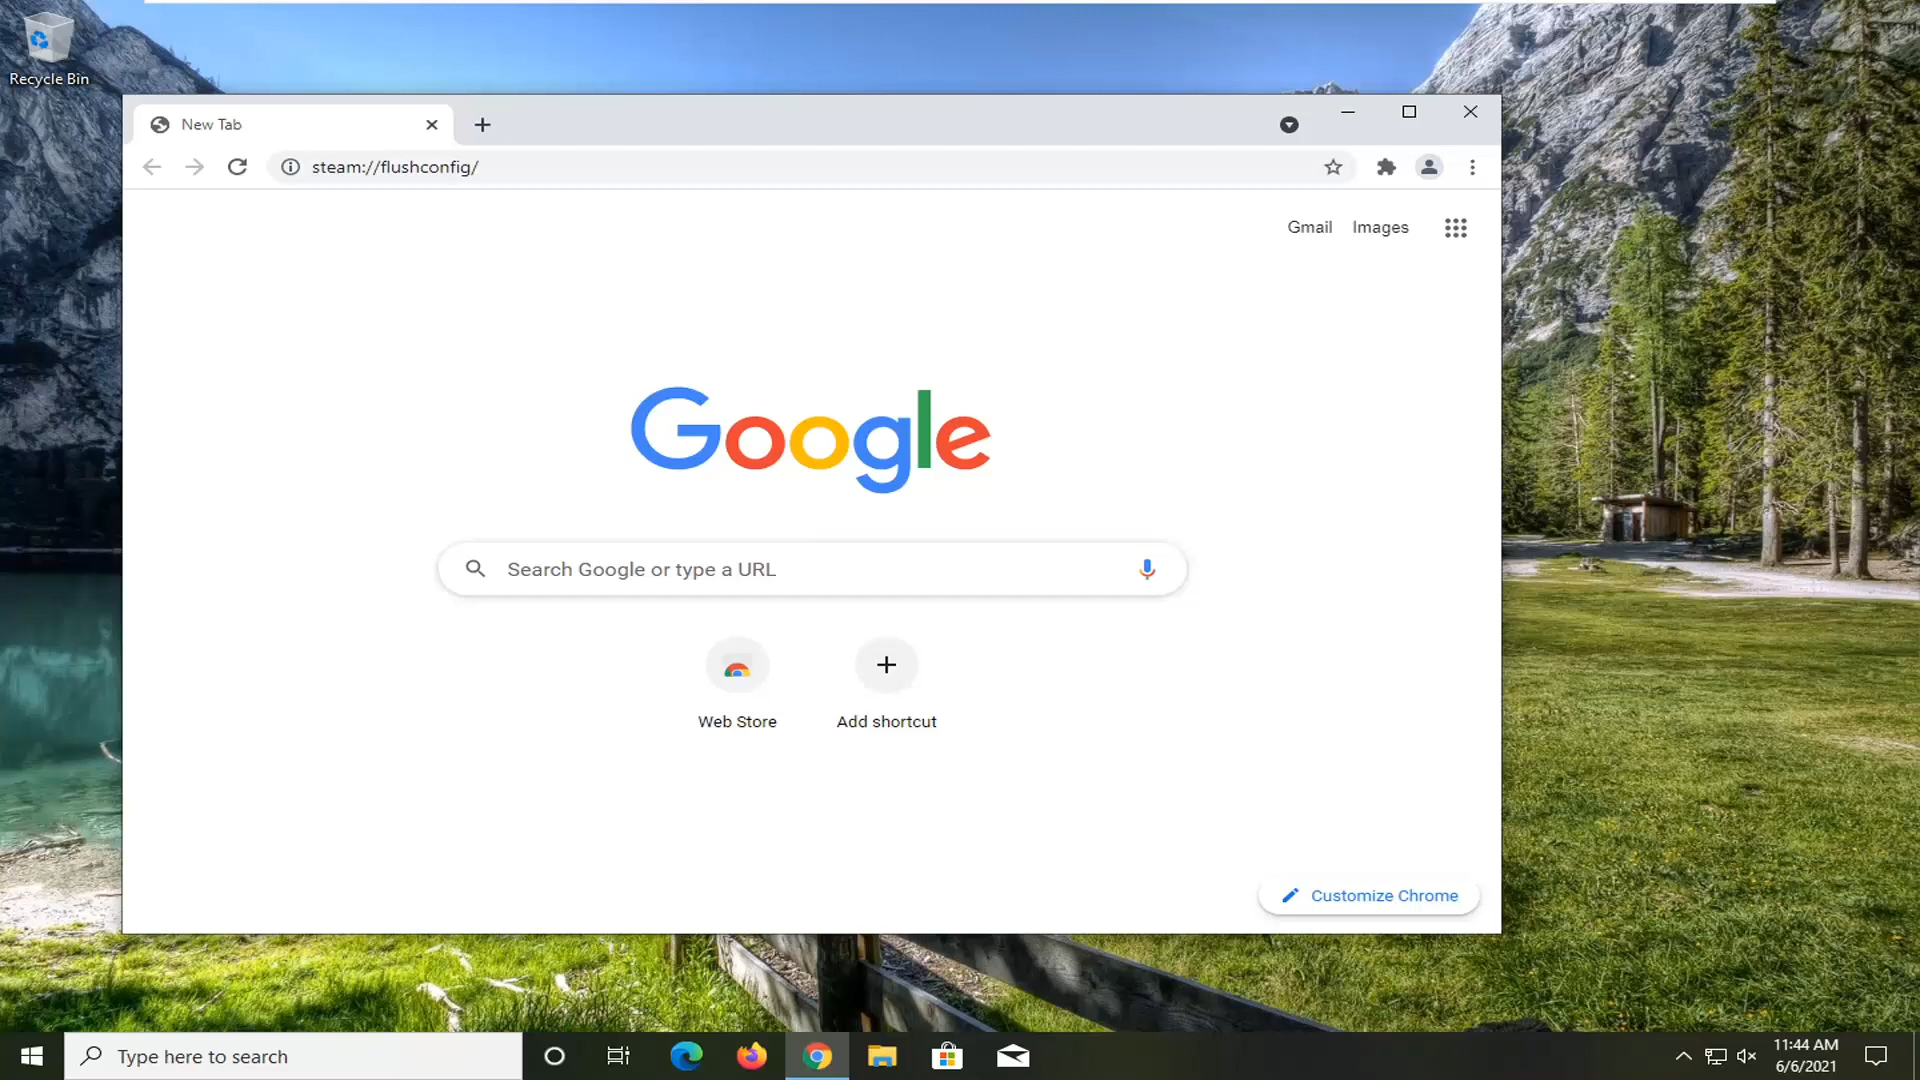 Recycle Bin
New Tab
steam://flushconfig/
Gmail Images
Google
Search Google or type a URL
Web Store Add shortcut
Customize Chrome
Type here to search
11:44 AM
6/6/2021